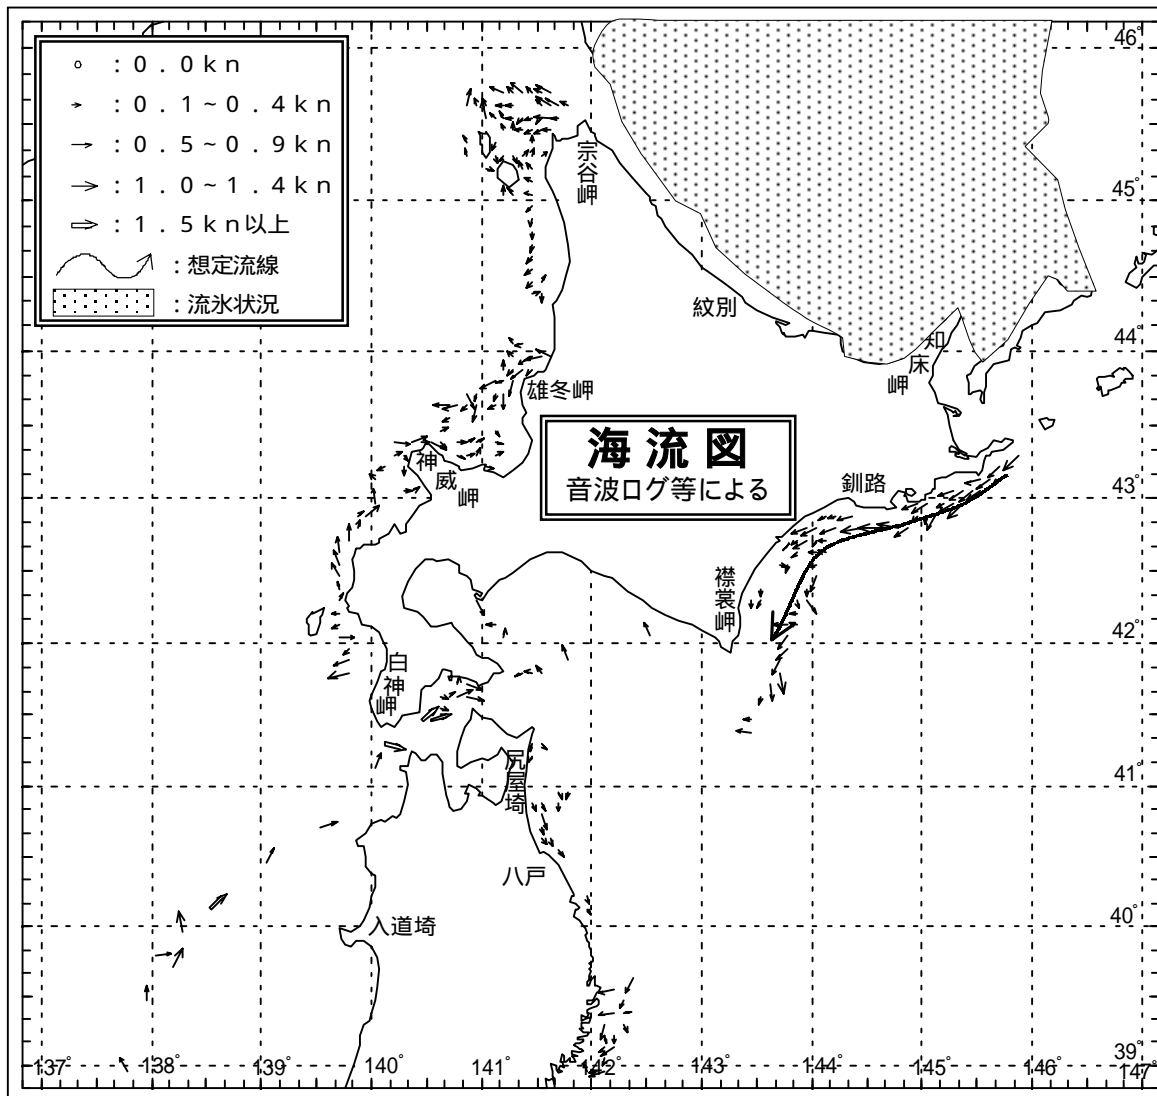 ：０．０ｋｎ
：０．１～０．４ｋｎ
：０．５～０．９ｋｎ
：１．０～１．４ｋｎ
：１．５ｋｎ以上
：想定流線
：流氷状況
46°
宗谷岬
45°
紋別
44°
知床岬
雄冬岬
海流図
音波ログ等による
神威岬
釧路
43°
襟裳岬
42°
白神岬
尻屋埼
41°
八戸
40°
入道埼
39°
137°
138°
139°
140°
141°
142°
143°
144°
145°
146°
147°